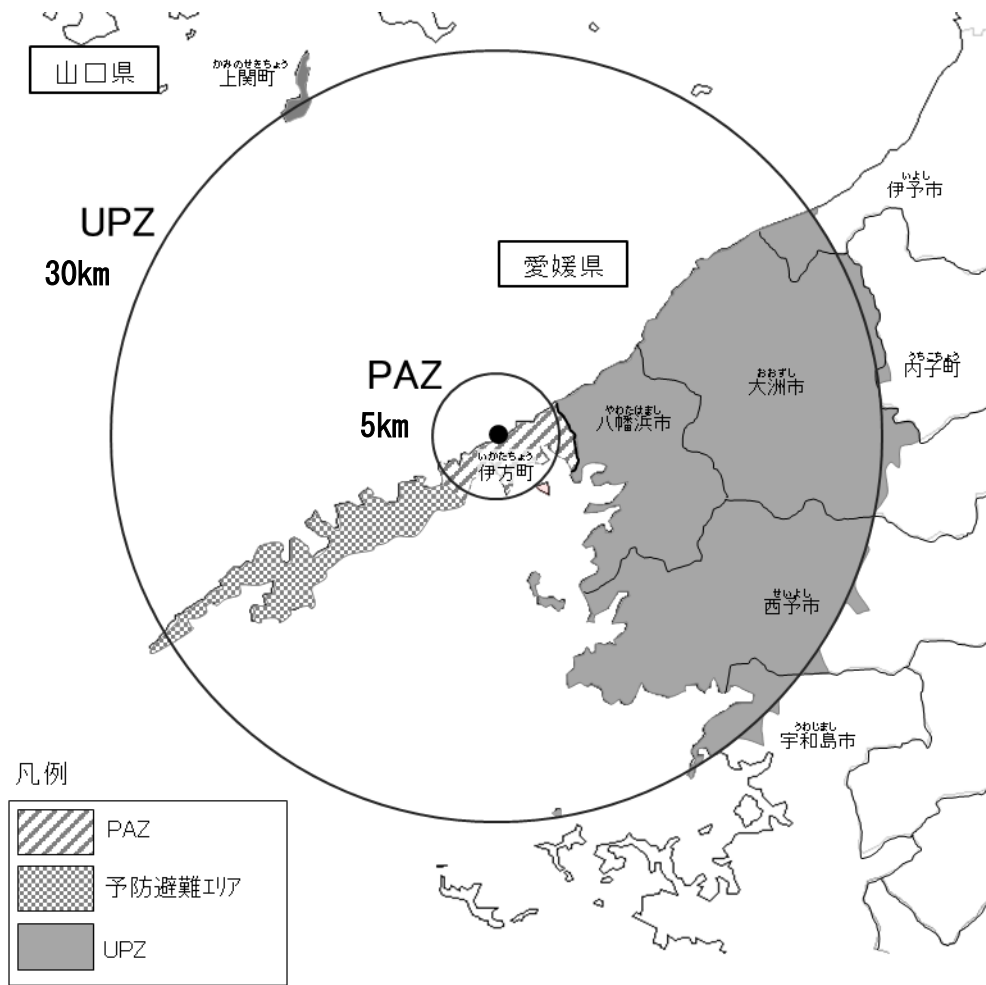 山口県
かみのせきちょう
上関町
いよし
伊予市
UPZ
30km
愛媛県
PAZ
5km
うちこちょう
内子町
おおずし
大洲市
やわたはまし
八幡浜市
いかたちょう
伊方町
せいよし
西予市
うわじまし
宇和島市
凡例
PAZ
予防避難エリア
UPZ